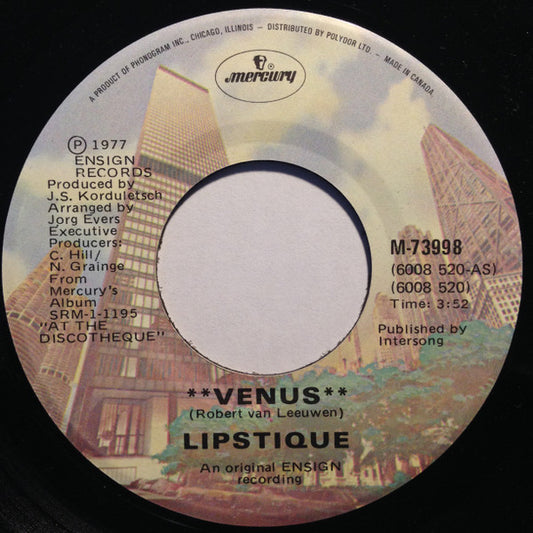 A PRODUCT OF PHONOGRAM INC., CHICAGO, ILLINOIS - DISTRIBUTED BY POLYDOR LTD. - MADE IN CANADA.
mercury ®
Ⓟ 1977
ENSIGN
RECORDS
Produced by
J.S. Korduletsch
Arranged by
Jorg Evers
Executive
Producers:
C. Hill/
N. Grainge
From
Mercury's
Album
SRM-1-1195
"AT THE
DISCOTHEQUE"
M-73998
(6008 520-AS)
(6008 520)
Time: 3:52
Published by
Intersong
**VENUS**
(Robert van Leeuwen)
LIPSTIQUE
An original ENSIGN
recording